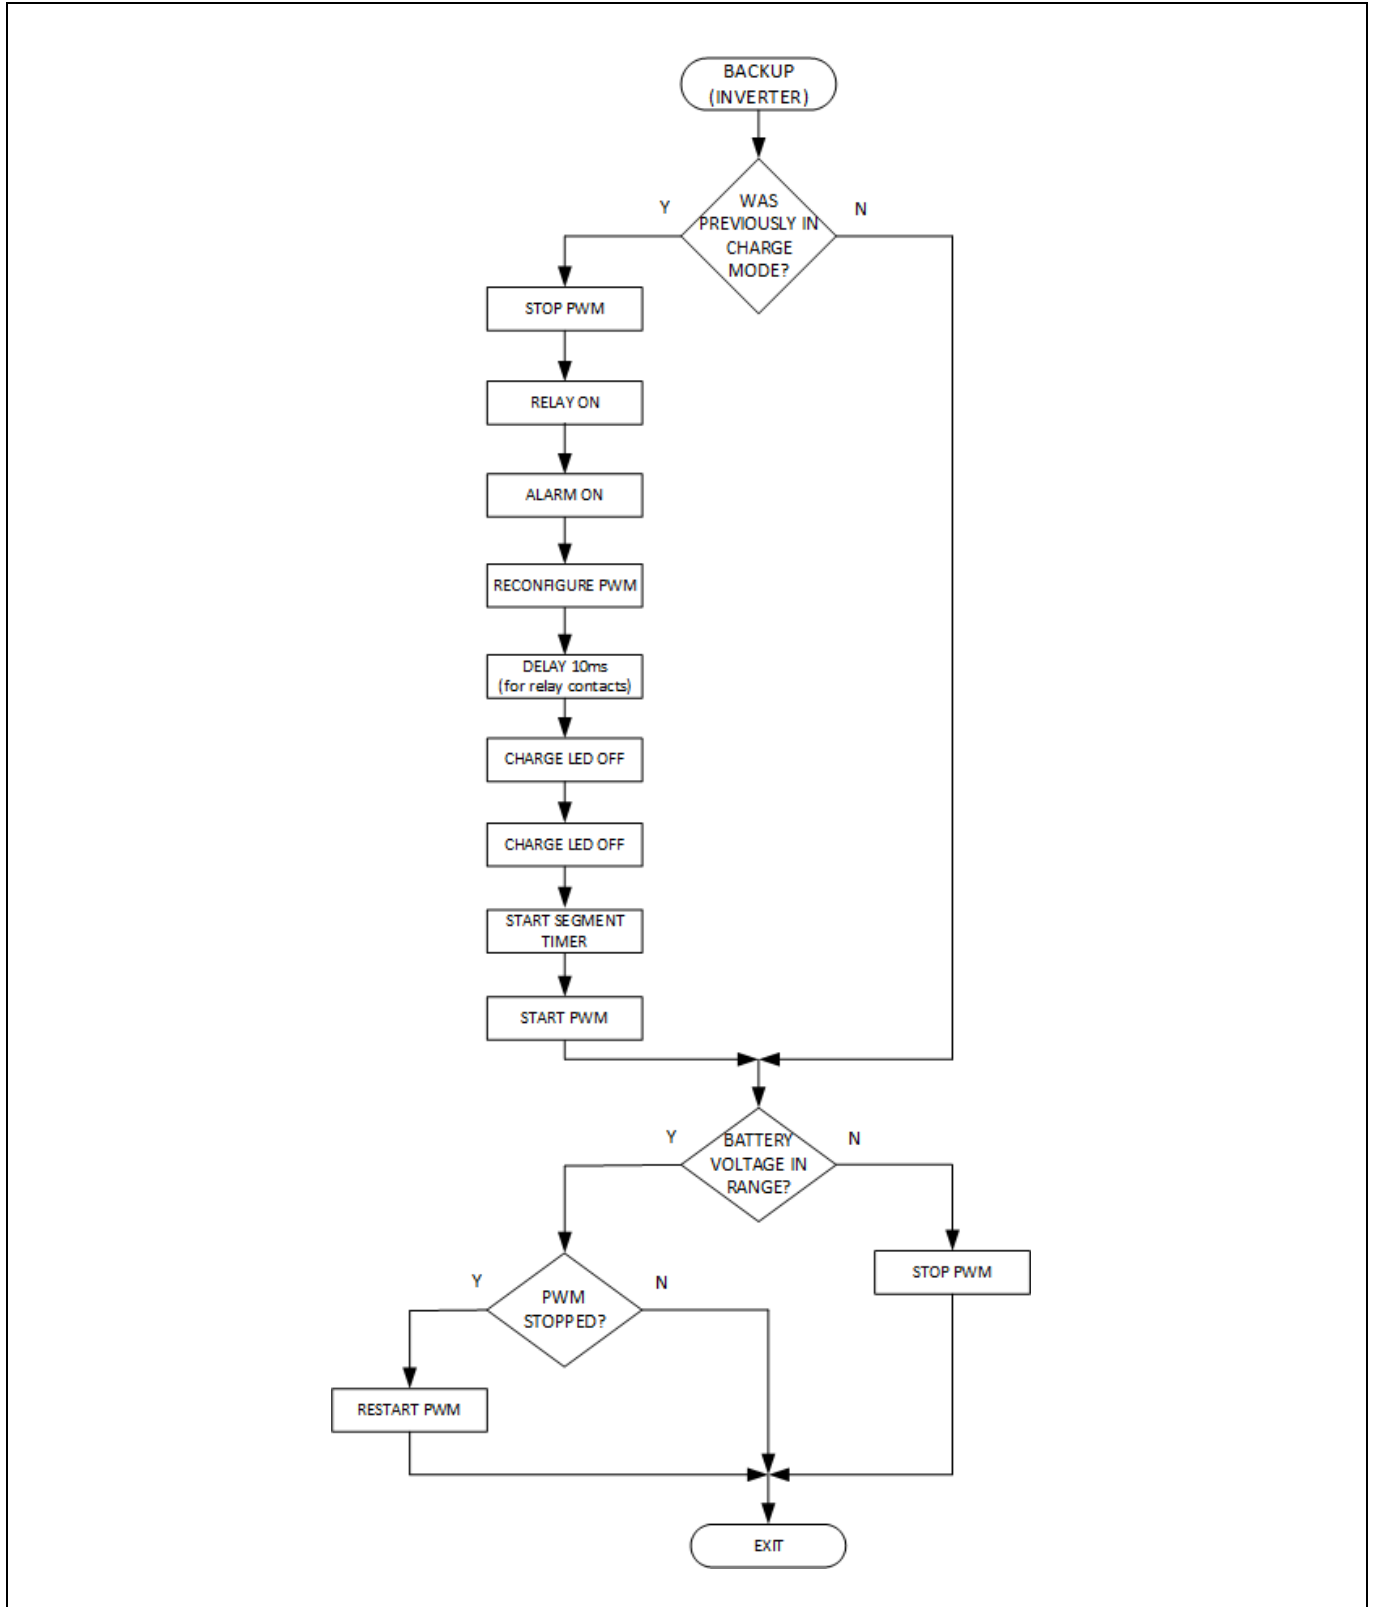 BACKUP
(INVERTER)
Y
WAS
N
PREVIOUSLY IN
CHARGE
MODE?
STOP PWM
RELAY ON
ALARM ON
RECONFIGURE PWM
DELAY 10ms
(for relay contacts)
CHARGE LED OFF
CHARGE LED OFF
START SEGMENT
TIMER
START PWM
Y
BATTERY
N
VOLTAGE IN
RANGE?
STOP PWM
Y
PWM
N
STOPPED?
RESTART PWM
EXIT